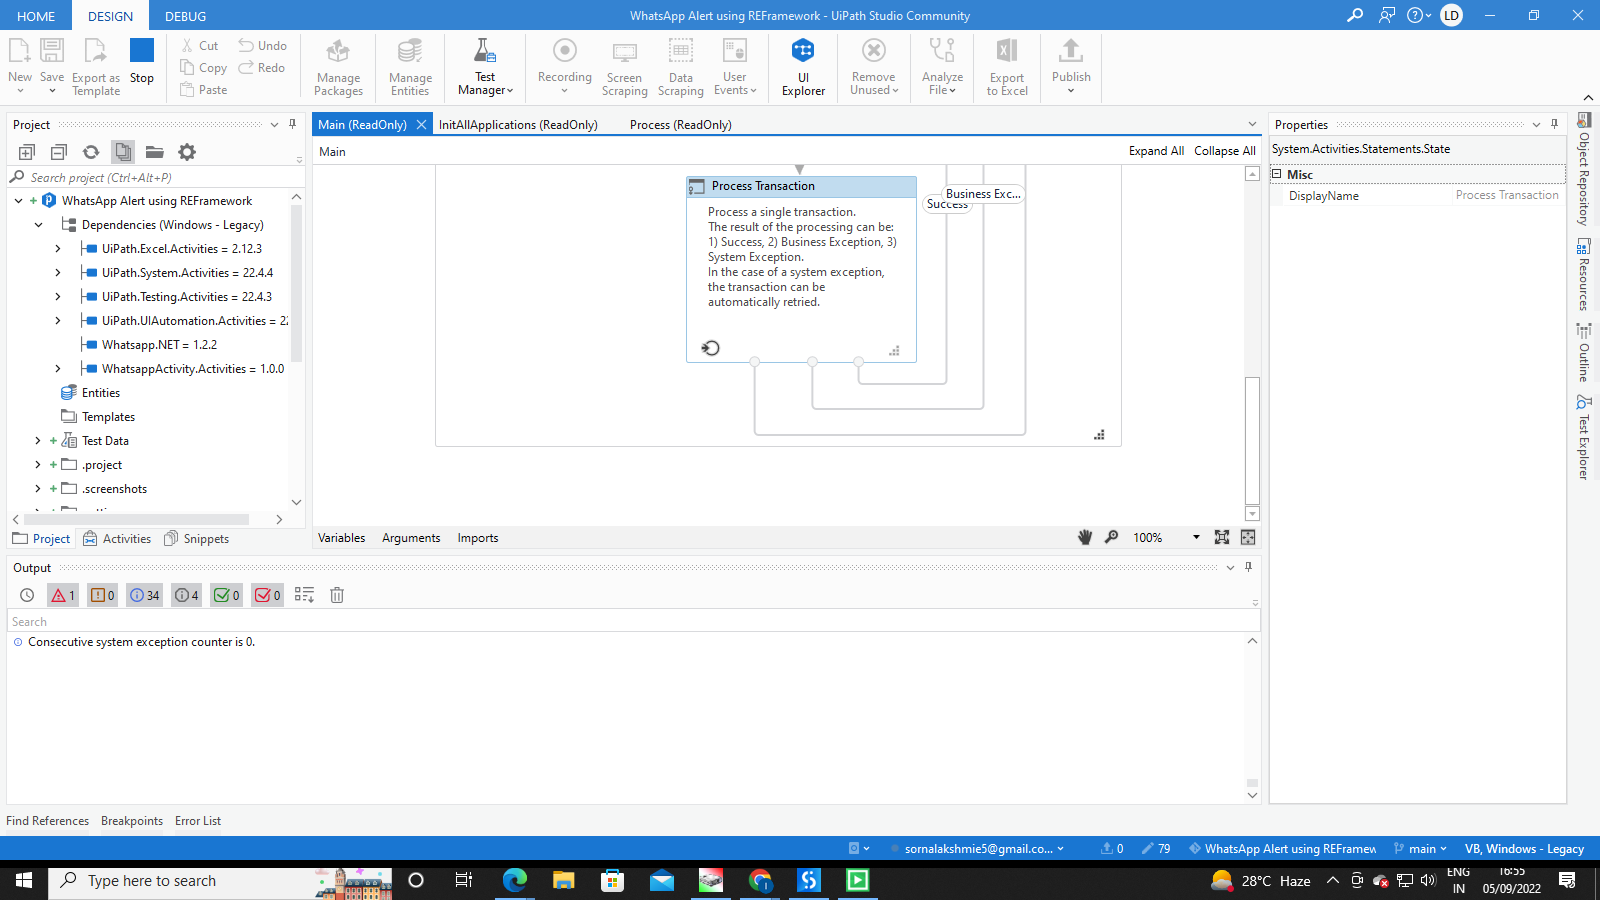 HOME DESIGN DEBUG
WhatsApp Alert using REFramework - UiPath Studio Community
LD
New Save Export as Template Stop
Cut Copy Paste Undo Redo
Manage Packages
Manage Entities
Test Manager
Recording
Screen Scraping
Data Scraping
User Events
UI Explorer
Remove Unused
Analyze File
Export to Excel
Publish
Project
Search project (Ctrl+Alt+P)
WhatsApp Alert using REFramework
Dependencies (Windows - Legacy)
UiPath.Excel.Activities = 2.12.3
UiPath.System.Activities = 22.4.4
UiPath.Testing.Activities = 22.4.3
UiPath.UIAutomation.Activities = 2
Whatsapp.NET = 1.2.2
WhatsappActivity.Activities = 1.0.0
Entities
Templates
Test Data
.project
.screenshots
Project Activities Snippets
Main (ReadOnly) InitAllApplications (ReadOnly) Process (ReadOnly)
Main
Expand All Collapse All
Process Transaction
Process a single transaction.
The result of the processing can be:
1) Success, 2) Business Exception, 3)
System Exception.
In the case of a system exception,
the transaction can be
automatically retried.
Success
Business Exc...
Variables Arguments Imports
100%
Properties
System.Activities.Statements.State
Misc
DisplayName Process Transaction
Object Repository
Resources
Outline
Test Explorer
Output
1 0 34 4 0 0
Search
Consecutive system exception counter is 0.
Find References Breakpoints Error List
sornalakshmie5@gmail.co... 0 79 WhatsApp Alert using REFramew main VB, Windows - Legacy
Type here to search
28°C Haze
ENG
IN
16:55
05/09/2022